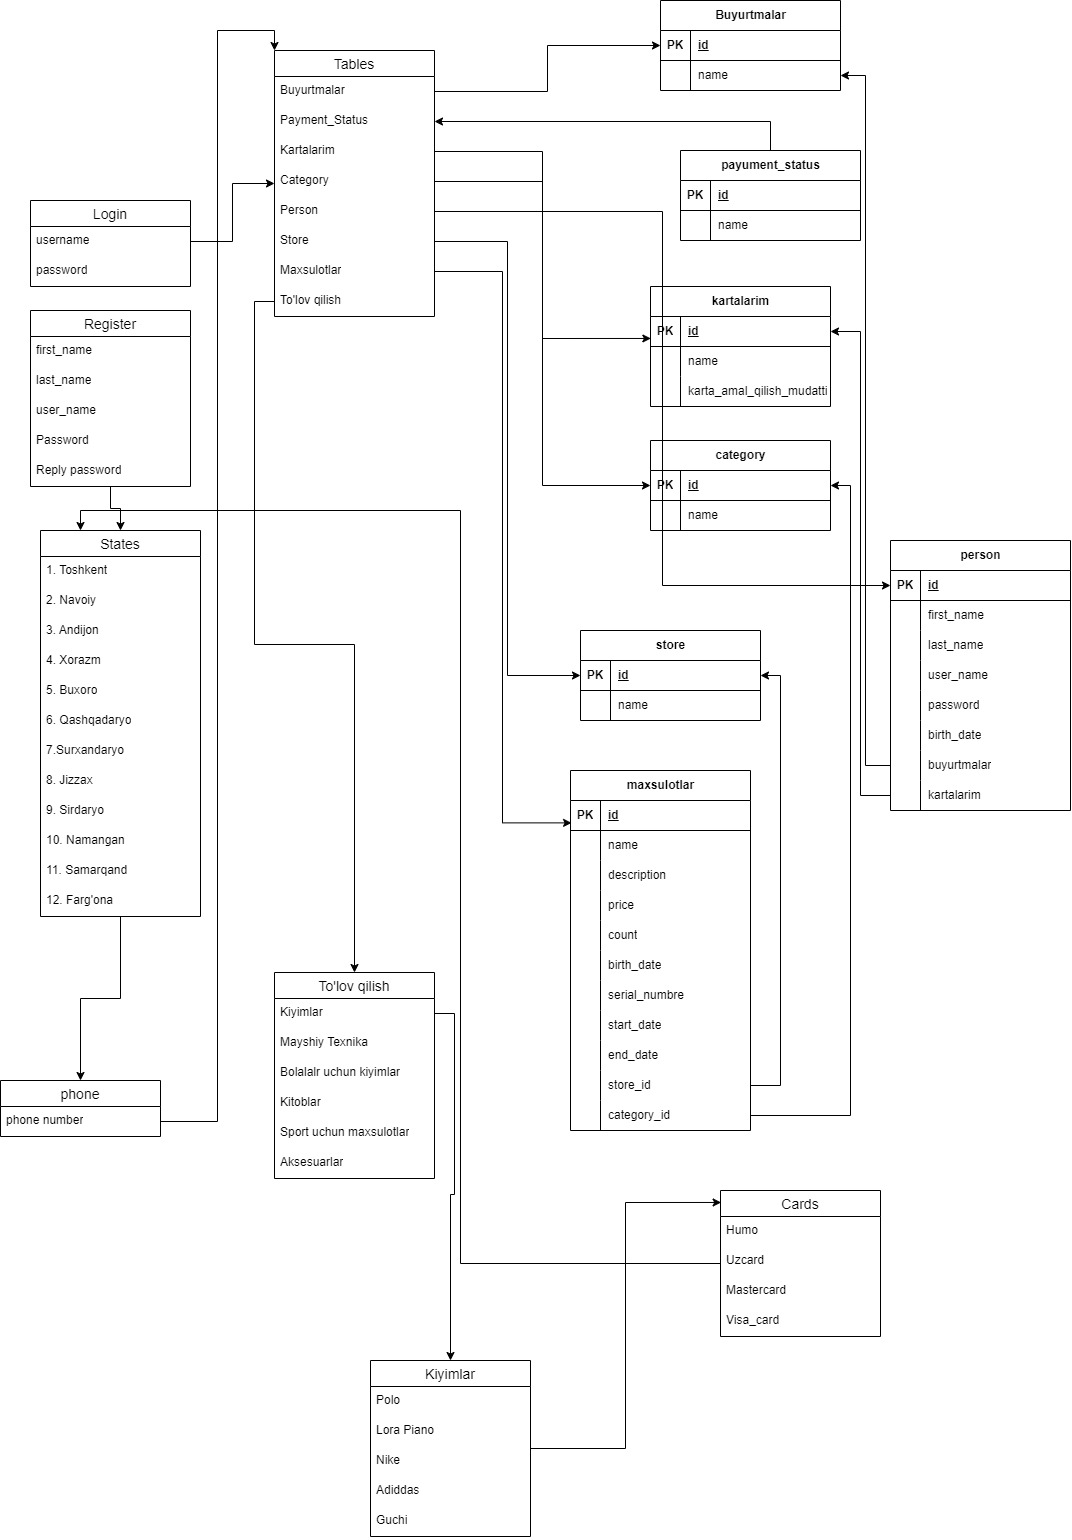 Buyurtmalar
PK id
name
Tables
Buyurtmalar
Payment_Status
Kartalarim
Category
Person
Store
Maxsulotlar
To'lov qilish
payument_status
PK id
name
Login
username
password
kartalarim
PK id
name
karta_amal_qilish_mudatti
Register
first_name
last_name
user_name
Password
Reply password
category
PK id
name
States
1. Toshkent
2. Navoiy
3. Andijon
4. Xorazm
5. Buxoro
6. Qashqadaryo
7.Surxandaryo
8. Jizzax
9. Sirdaryo
10. Namangan
11. Samarqand
12. Farg'ona
person
PK id
first_name
last_name
user_name
password
birth_date
buyurtmalar
kartalarim
store
PK id
name
maxsulotlar
PK id
name
description
price
count
birth_date
serial_numbre
start_date
end_date
store_id
category_id
To'lov qilish
Kiyimlar
Mayshiy Texnika
Bolalalr uchun kiyimlar
Kitoblar
Sport uchun maxsulotlar
Aksesuarlar
phone
phone number
Cards
Humo
Uzcard
Mastercard
Visa_card
Kiyimlar
Polo
Lora Piano
Nike
Adiddas
Guchi